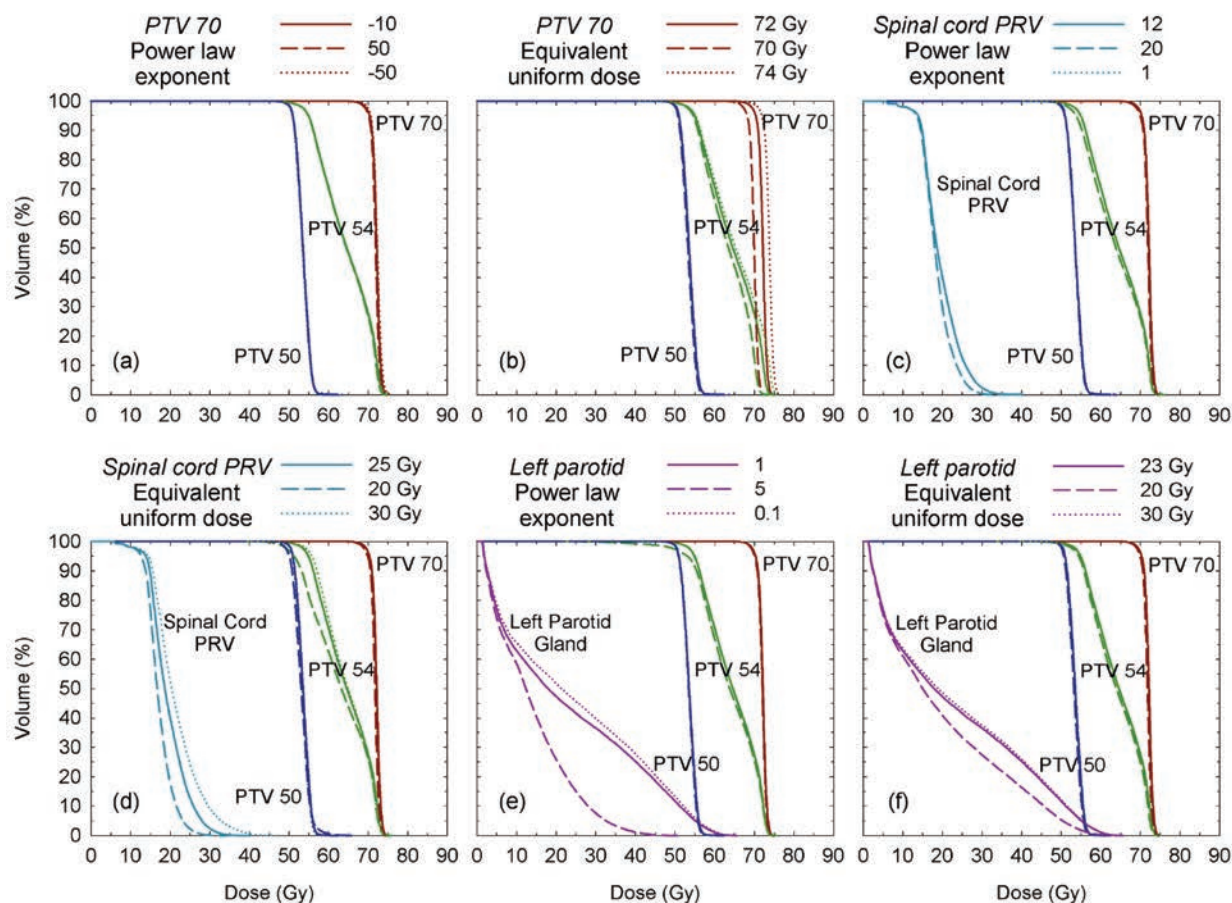 PTV 70
Power law
exponent
-10
50
-50
PTV 70
Equivalent
uniform dose
72 Gy
70 Gy
74 Gy
Spinal cord PRV
Power law
exponent
12
20
1
Volume (%)
100
90
80
70
60
50
40
30
20
10
0
PTV 70
PTV 54
PTV 50
(a)
0 10 20 30 40 50 60 70 80 90
PTV 70
PTV 54
PTV 50
(b)
0 10 20 30 40 50 60 70 80 90
PTV 70
Spinal Cord
PRV
PTV 54
PTV 50
(c)
0 10 20 30 40 50 60 70 80 90
Spinal cord PRV
Equivalent
uniform dose
25 Gy
20 Gy
30 Gy
Left parotid
Power law
exponent
1
5
0.1
Left parotid
Equivalent
uniform dose
23 Gy
20 Gy
30 Gy
Volume (%)
100
90
80
70
60
50
40
30
20
10
0
PTV 70
Spinal Cord
PRV
PTV 54
PTV 50
(d)
0 10 20 30 40 50 60 70 80 90
Dose (Gy)
PTV 70
Left Parotid
Gland
PTV 54
PTV 50
(e)
0 10 20 30 40 50 60 70 80 90
Dose (Gy)
PTV 70
Left Parotid
Gland
PTV 54
PTV 50
(f)
0 10 20 30 40 50 60 70 80 90
Dose (Gy)